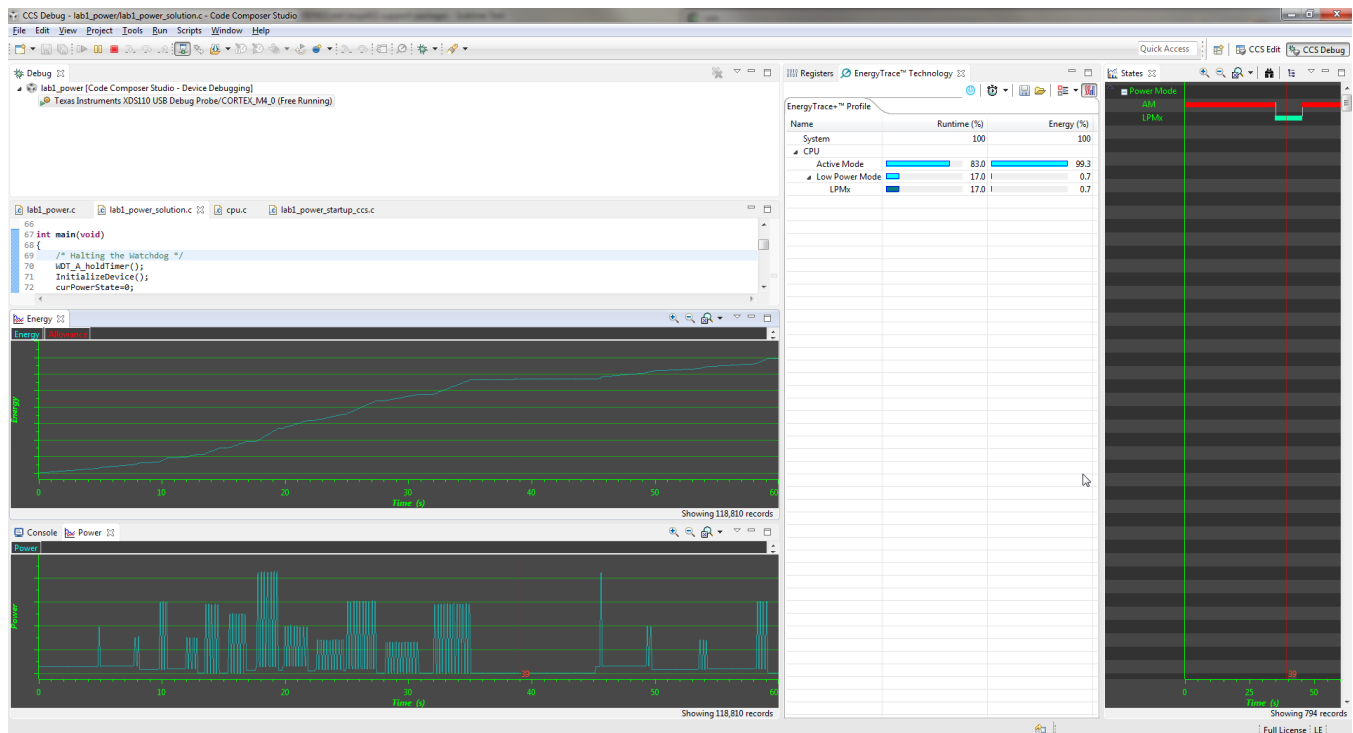 CCS Debug - lab1_power/lab1_power_solution.c - Code Composer Studio
File Edit View Project Tools Run Scripts Window Help
Quick Access CCS Edit CCS Debug
Debug
lab1_power [Code Composer Studio - Device Debugging]
Texas Instruments XDS110 USB Debug Probe/CORTEX_M4_0 (Free Running)
lab1_power.c lab1_power_solution.c cpu.c lab1_power_startup_ccs.c
66
67 int main(void)
68 {
69 /* Halting the Watchdog */
70 WDT_A_holdTimer();
71 InitializeDevice();
72 curPowerState=0;
Energy
Energy Allowance
Energy
0 10 20 30 40 50 60
Time (s)
Showing 118,810 records
Console Power
Power
Power
39
0 10 20 30 40 50 60
Time (s)
Showing 118,810 records
Registers EnergyTrace™ Technology
EnergyTrace+™ Profile
Name Runtime (%) Energy (%)
System 100 100
CPU
Active Mode 83.0 99.3
Low Power Mode 17.0 0.7
LPMx 17.0 0.7
States
Power Mode
AM
LPMx
39
0 25 50
Time (s)
Showing 794 records
Full License LE